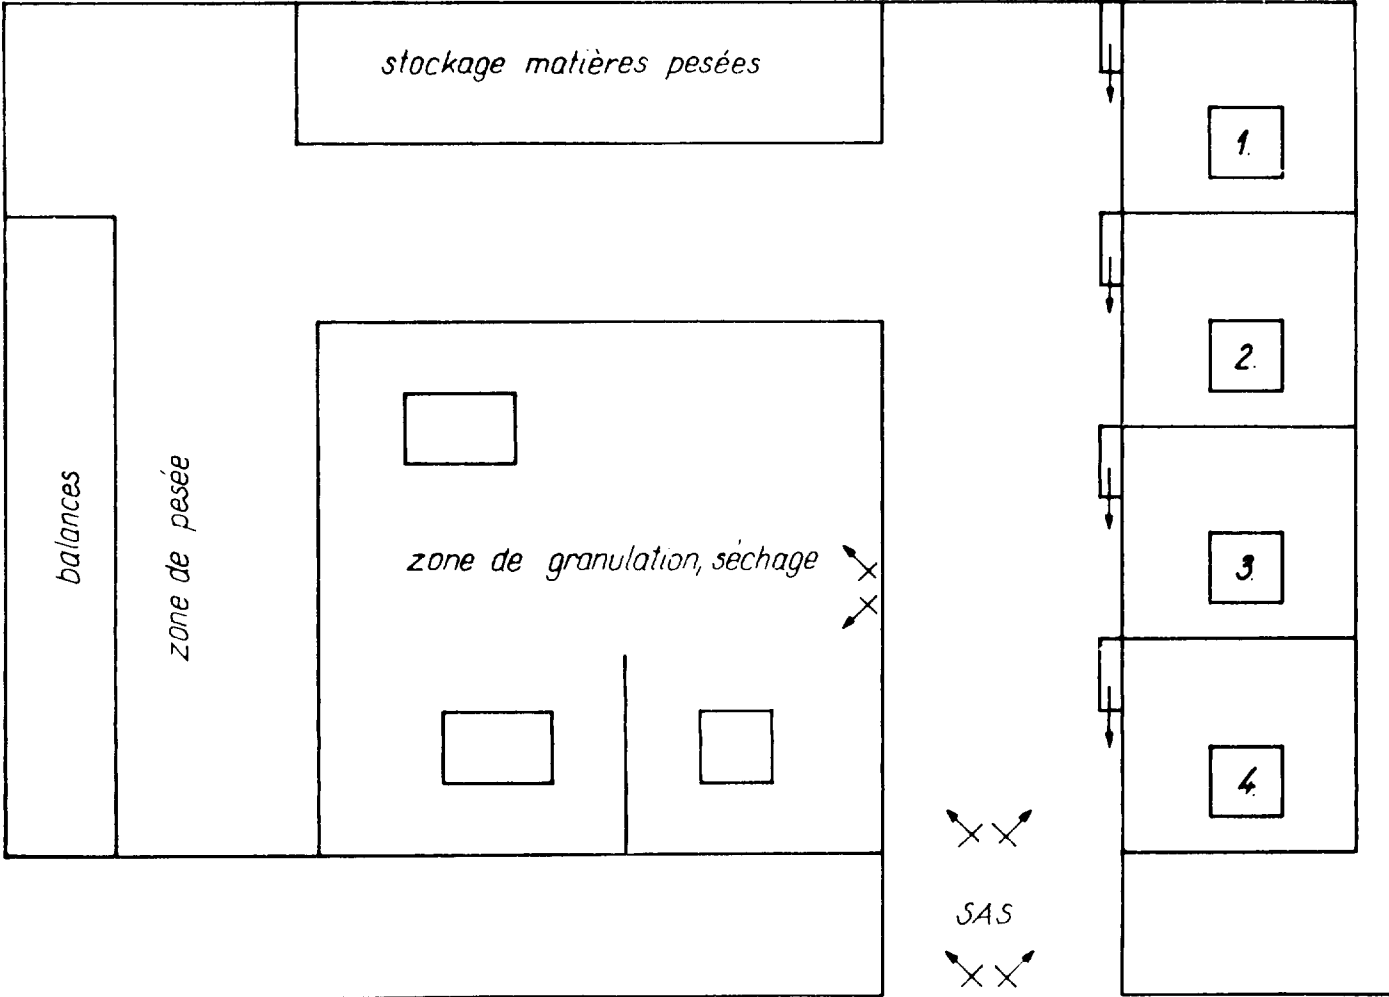 stockage matières pesées
1.
2.
balances
zone de pesée
zone de granulation, séchage
3.
4.
SAS